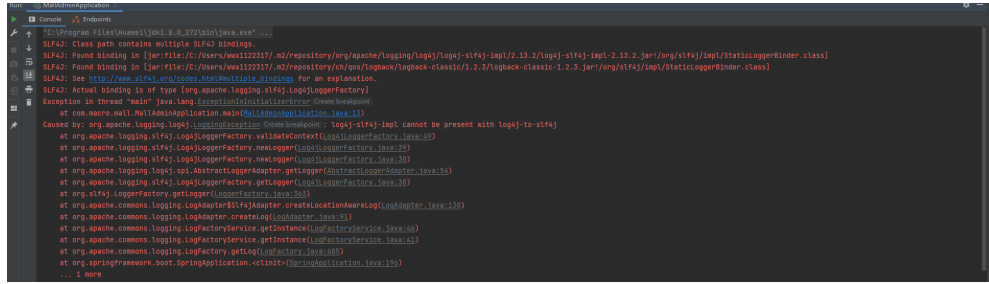 Run: MallAdminApplication ×
Console Endpoints
"C:\Program Files\Huawei\jdk1.8.0_272\bin\java.exe" ...
SLF4J: Class path contains multiple SLF4J bindings.
SLF4J: Found binding in [jar:file:/C:/Users/wwx1122317/.m2/repository/org/apache/logging/log4j/log4j-slf4j-impl/2.13.2/log4j-slf4j-impl-2.13.2.jar!/org/slf4j/impl/StaticLoggerBinder.class]
SLF4J: Found binding in [jar:file:/C:/Users/wwx1122317/.m2/repository/ch/qos/logback/logback-classic/1.2.3/logback-classic-1.2.3.jar!/org/slf4j/impl/StaticLoggerBinder.class]
SLF4J: See http://www.slf4j.org/codes.html#multiple_bindings for an explanation.
SLF4J: Actual binding is of type [org.apache.logging.slf4j.Log4jLoggerFactory]
Exception in thread "main" java.lang.ExceptionInInitializerError Create breakpoint
at com.macro.mall.MallAdminApplication.main(MallAdminApplication.java:13)
Caused by: org.apache.logging.log4j.LoggingException Create breakpoint : log4j-slf4j-impl cannot be present with log4j-to-slf4j
at org.apache.logging.slf4j.Log4jLoggerFactory.validateContext(Log4jLoggerFactory.java:49)
at org.apache.logging.slf4j.Log4jLoggerFactory.newLogger(Log4jLoggerFactory.java:39)
at org.apache.logging.slf4j.Log4jLoggerFactory.newLogger(Log4jLoggerFactory.java:30)
at org.apache.logging.log4j.spi.AbstractLoggerAdapter.getLogger(AbstractLoggerAdapter.java:54)
at org.apache.logging.slf4j.Log4jLoggerFactory.getLogger(Log4jLoggerFactory.java:30)
at org.slf4j.LoggerFactory.getLogger(LoggerFactory.java:363)
at org.apache.commons.logging.LogAdapter$Slf4jAdapter.createLocationAwareLog(LogAdapter.java:130)
at org.apache.commons.logging.LogAdapter.createLog(LogAdapter.java:91)
at org.apache.commons.logging.LogFactoryService.getInstance(LogFactoryService.java:46)
at org.apache.commons.logging.LogFactoryService.getInstance(LogFactoryService.java:41)
at org.apache.commons.logging.LogFactory.getLog(LogFactory.java:685)
at org.springframework.boot.SpringApplication.<clinit>(SpringApplication.java:196)
... 1 more